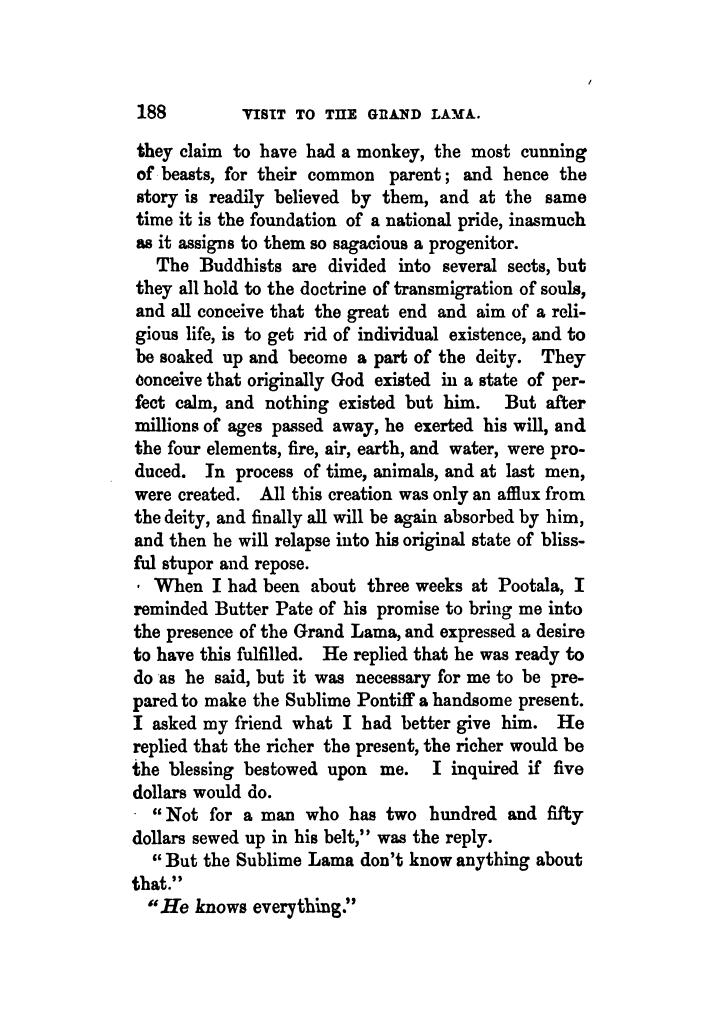 188 VISIT TO THE GRAND LAMA.
they claim to have had a monkey, the most cunning
of beasts, for their common parent; and hence the
story is readily believed by them, and at the same
time it is the foundation of a national pride, inasmuch
as it assigns to them so sagacious a progenitor.
The Buddhists are divided into several sects, but
they all hold to the doctrine of transmigration of souls,
and all conceive that the great end and aim of a reli-
gious life, is to get rid of individual existence, and to
be soaked up and become a part of the deity. They
conceive that originally God existed in a state of per-
fect calm, and nothing existed but him. But after
millions of ages passed away, he exerted his will, and
the four elements, fire, air, earth, and water, were pro-
duced. In process of time, animals, and at last men,
were created. All this creation was only an afflux from
the deity, and finally all will be again absorbed by him,
and then he will relapse into his original state of bliss-
ful stupor and repose.
When I had been about three weeks at Pootala, I
reminded Butter Pate of his promise to bring me into
the presence of the Grand Lama, and expressed a desire
to have this fulfilled. He replied that he was ready to
do as he said, but it was necessary for me to be pre-
pared to make the Sublime Pontiff a handsome present.
I asked my friend what I had better give him. He
replied that the richer the present, the richer would be
the blessing bestowed upon me. I inquired if five
dollars would do.
"Not for a man who has two hundred and fifty
dollars sewed up in his belt," was the reply.
"But the Sublime Lama don't know anything about
that."
"He knows everything."